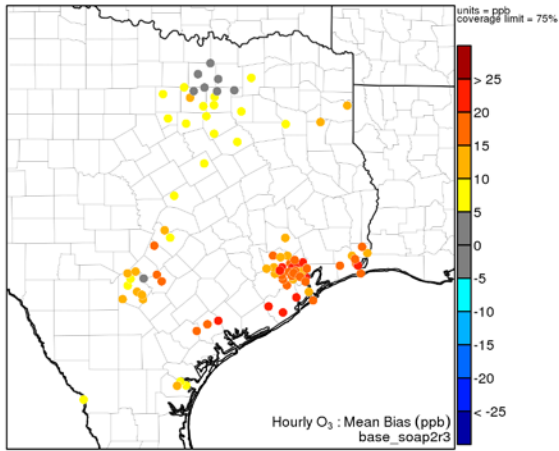 units = ppb
coverage limit = 75%
> 25
20
15
10
5
0
-5
-10
-15
-20
< -25
Hourly O₃ : Mean Bias (ppb)
base_soap2r3